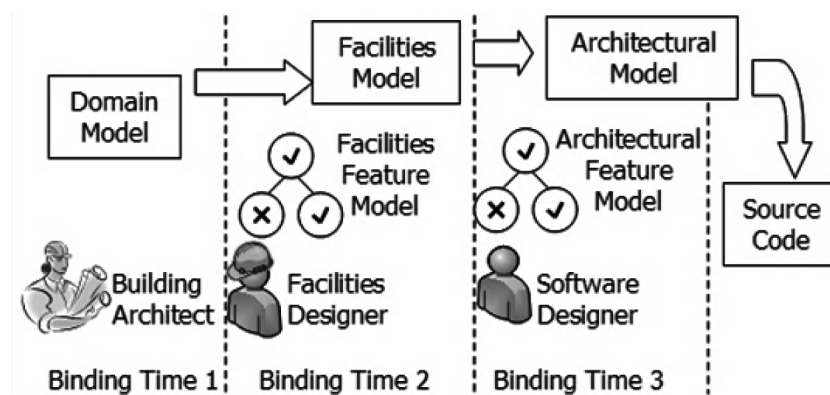 Domain
Model
Facilities
Model
Architectural
Model
Facilities
Feature
Model
Architectural
Feature
Model
Source
Code
Building
Architect
Facilities
Designer
Software
Designer
Binding Time 1
Binding Time 2
Binding Time 3